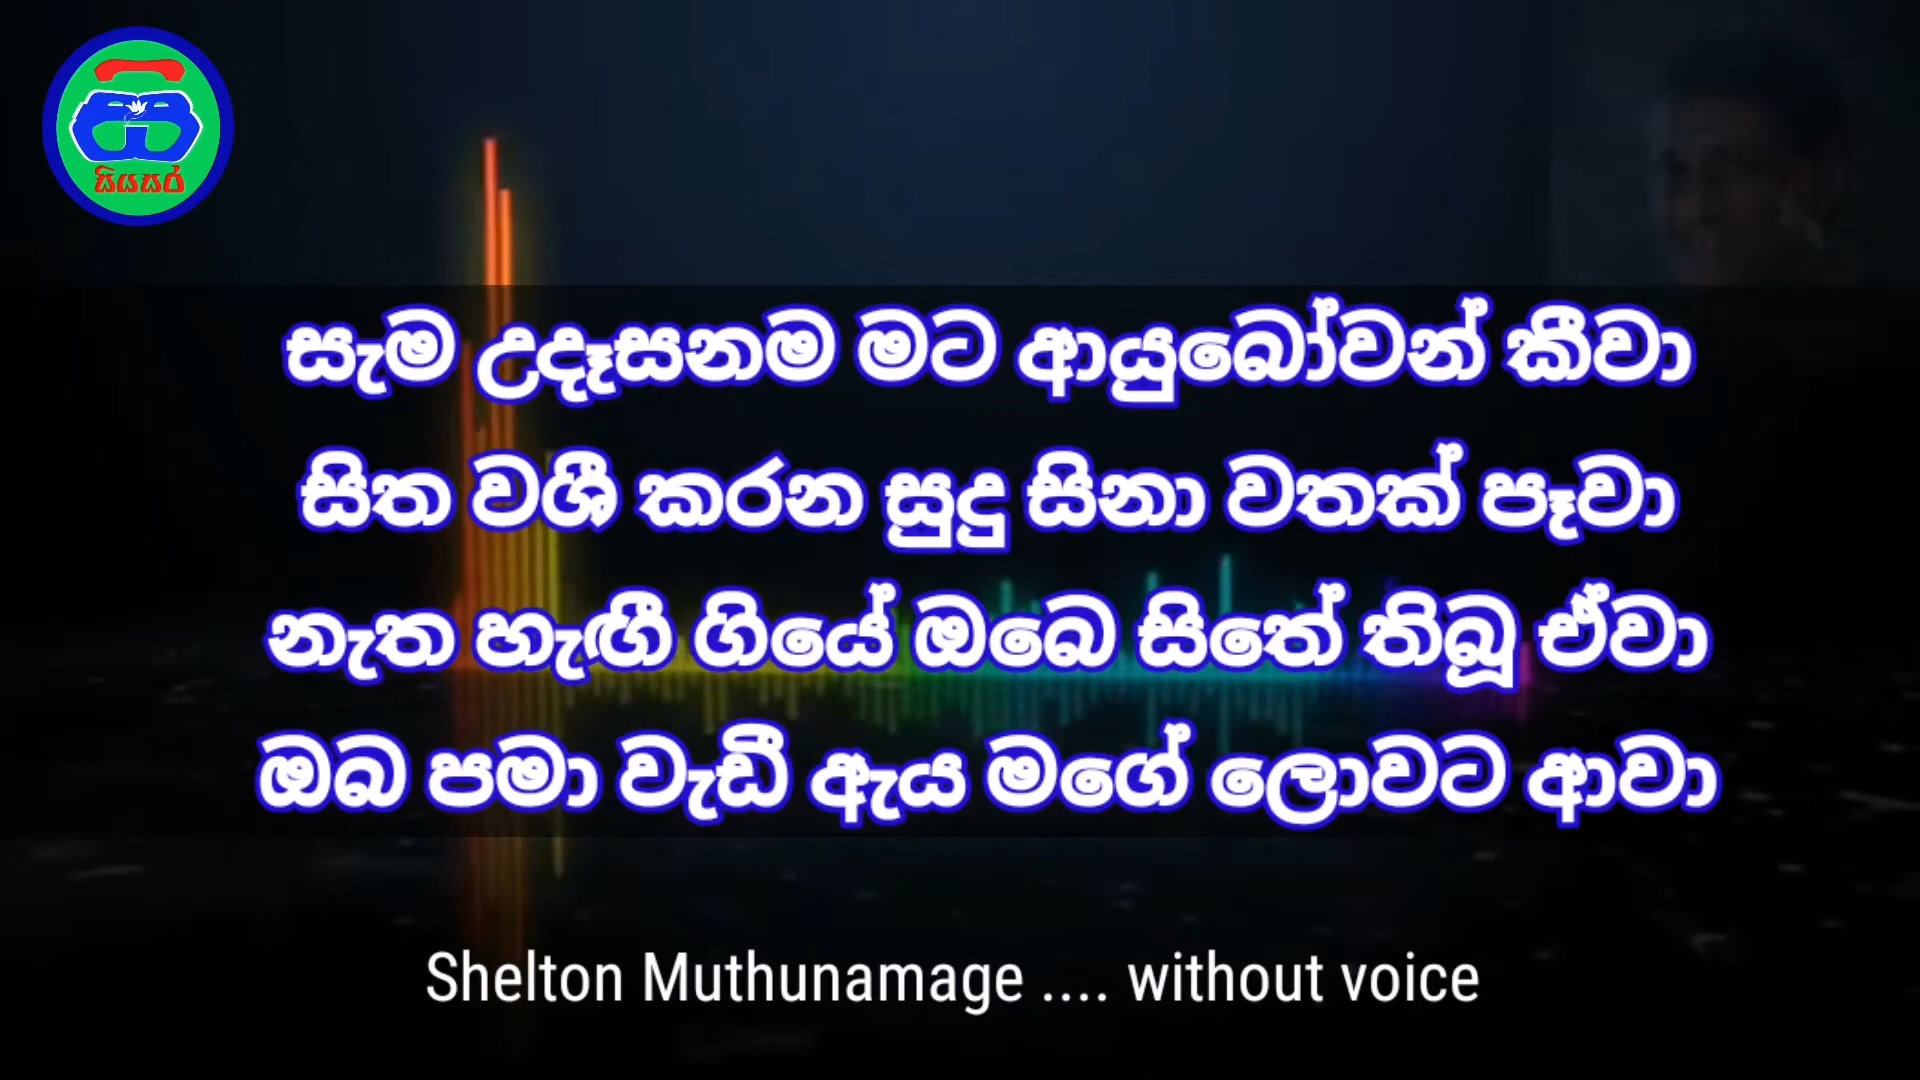 සියසර
සැම උදෑසනම මට ආයුබෝවන් කීවා
සිත වශී කරන සුදු සිනා වතක් පෑවා
නැත හැඟී ගියේ ඔබෙ සිතේ තිබූ ඒවා
ඔබ පමා වැඩී ඇය මගේ ලොවට ආවා
Shelton Muthunamage .... without voice